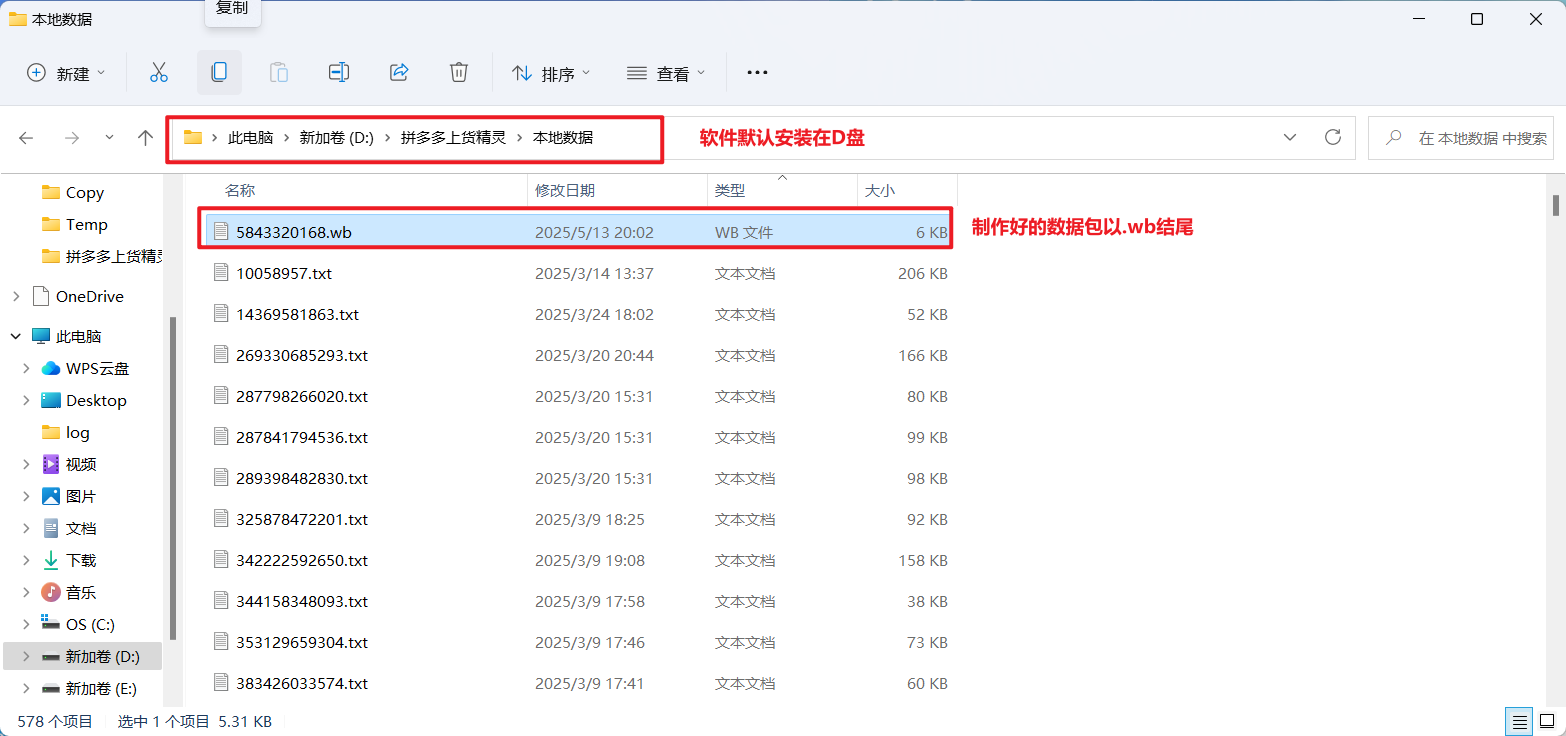 本地数据
复制
新建
排序
查看
此电脑 新加卷 (D:) 拼多多上货精灵 本地数据
软件默认安装在D盘
在 本地数据 中搜索
Copy
Temp
拼多多上货精灵
OneDrive
此电脑
WPS云盘
Desktop
log
视频
图片
文档
下载
音乐
OS (C:)
新加卷 (D:)
新加卷 (E:)
名称 修改日期 类型 大小
5843320168.wb 2025/5/13 20:02 WB 文件 6 KB
制作好的数据包以.wb结尾
10058957.txt 2025/3/14 13:37 文本文档 206 KB
14369581863.txt 2025/3/24 18:02 文本文档 52 KB
269330685293.txt 2025/3/20 20:44 文本文档 166 KB
287798266020.txt 2025/3/20 15:31 文本文档 80 KB
287841794536.txt 2025/3/20 15:31 文本文档 99 KB
289398482830.txt 2025/3/20 15:31 文本文档 98 KB
325878472201.txt 2025/3/9 18:25 文本文档 92 KB
342222592650.txt 2025/3/9 19:08 文本文档 158 KB
344158348093.txt 2025/3/9 17:58 文本文档 38 KB
353129659304.txt 2025/3/9 17:46 文本文档 73 KB
383426033574.txt 2025/3/9 17:41 文本文档 60 KB
578 个项目 选中 1 个项目 5.31 KB